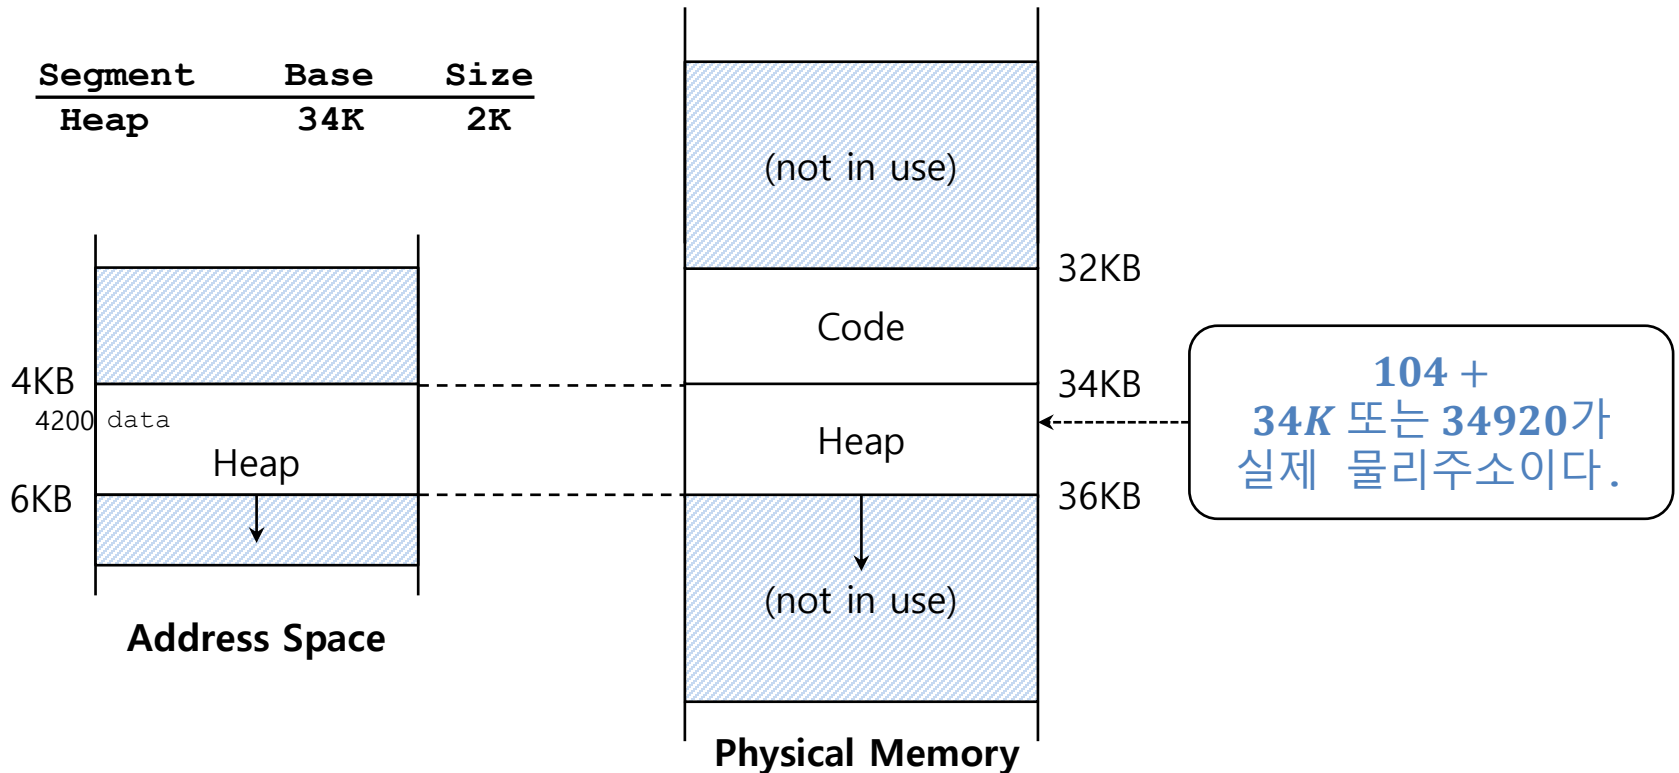 Segment Base Size
Heap 34K 2K
(not in use)
32KB
Code
4KB
34KB
4200 data
Heap
Heap
6KB
36KB
104 +
34K 또는 34920가
실제 물리주소이다.
(not in use)
Address Space
Physical Memory